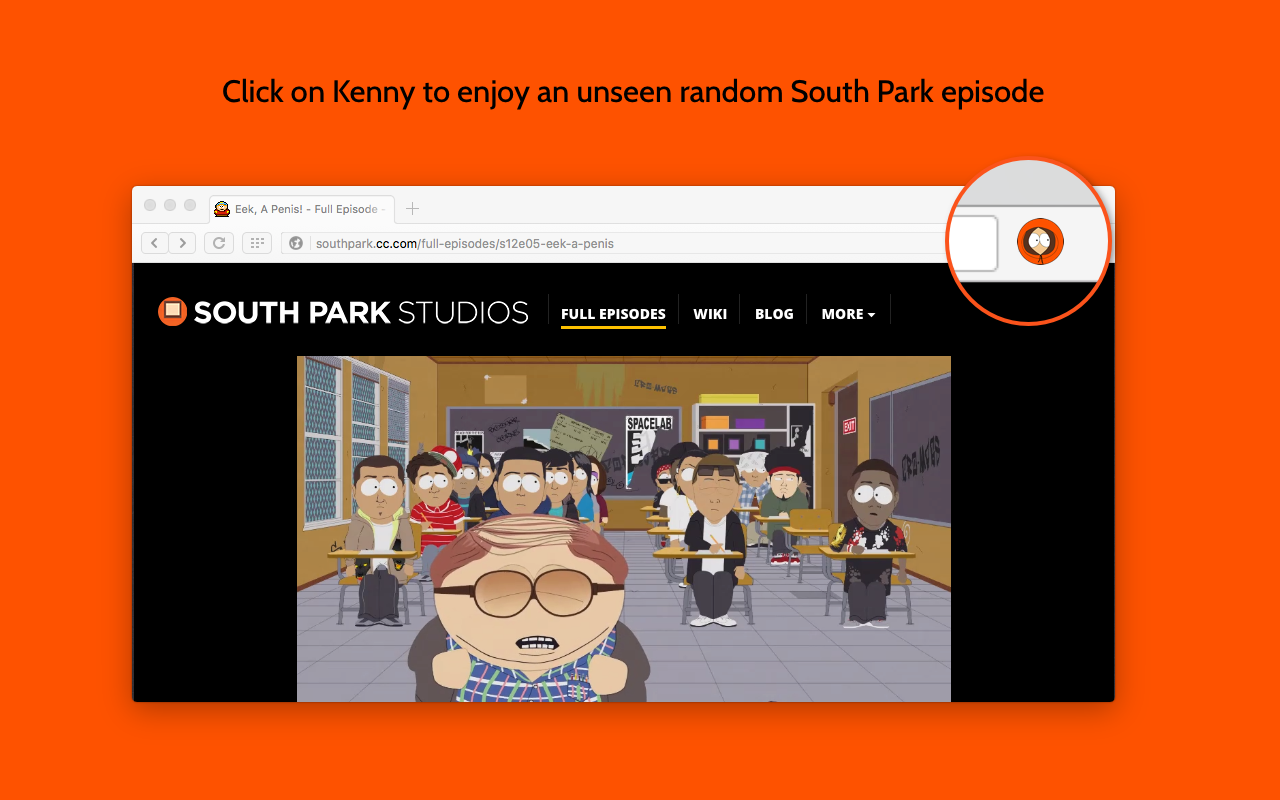 Click on Kenny to enjoy an unseen random South Park episode
Eek, A Penis! - Full Episode -
southpark.cc.com/full-episodes/s12e05-eek-a-penis
SOUTH PARK STUDIOS
FULL EPISODES
WIKI
BLOG
MORE
SPACELAB
EXIT